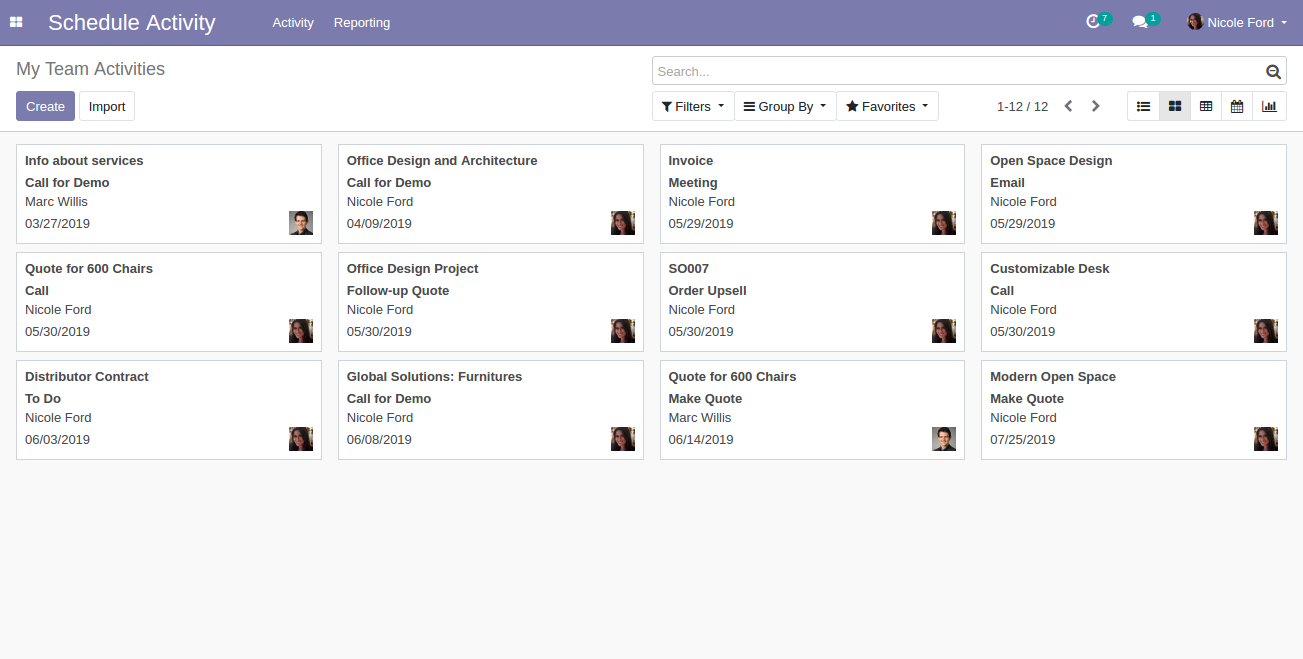 Schedule Activity
Activity
Reporting
7
1
Nicole Ford
My Team Activities
Search...
Create
Import
Filters
Group By
Favorites
1-12 / 12
Info about services
Call for Demo
Marc Willis
03/27/2019
Office Design and Architecture
Call for Demo
Nicole Ford
04/09/2019
Invoice
Meeting
Nicole Ford
05/29/2019
Open Space Design
Email
Nicole Ford
05/29/2019
Quote for 600 Chairs
Call
Nicole Ford
05/30/2019
Office Design Project
Follow-up Quote
Nicole Ford
05/30/2019
SO007
Order Upsell
Nicole Ford
05/30/2019
Customizable Desk
Call
Nicole Ford
05/30/2019
Distributor Contract
To Do
Nicole Ford
06/03/2019
Global Solutions: Furnitures
Call for Demo
Nicole Ford
06/08/2019
Quote for 600 Chairs
Make Quote
Marc Willis
06/14/2019
Modern Open Space
Make Quote
Nicole Ford
07/25/2019